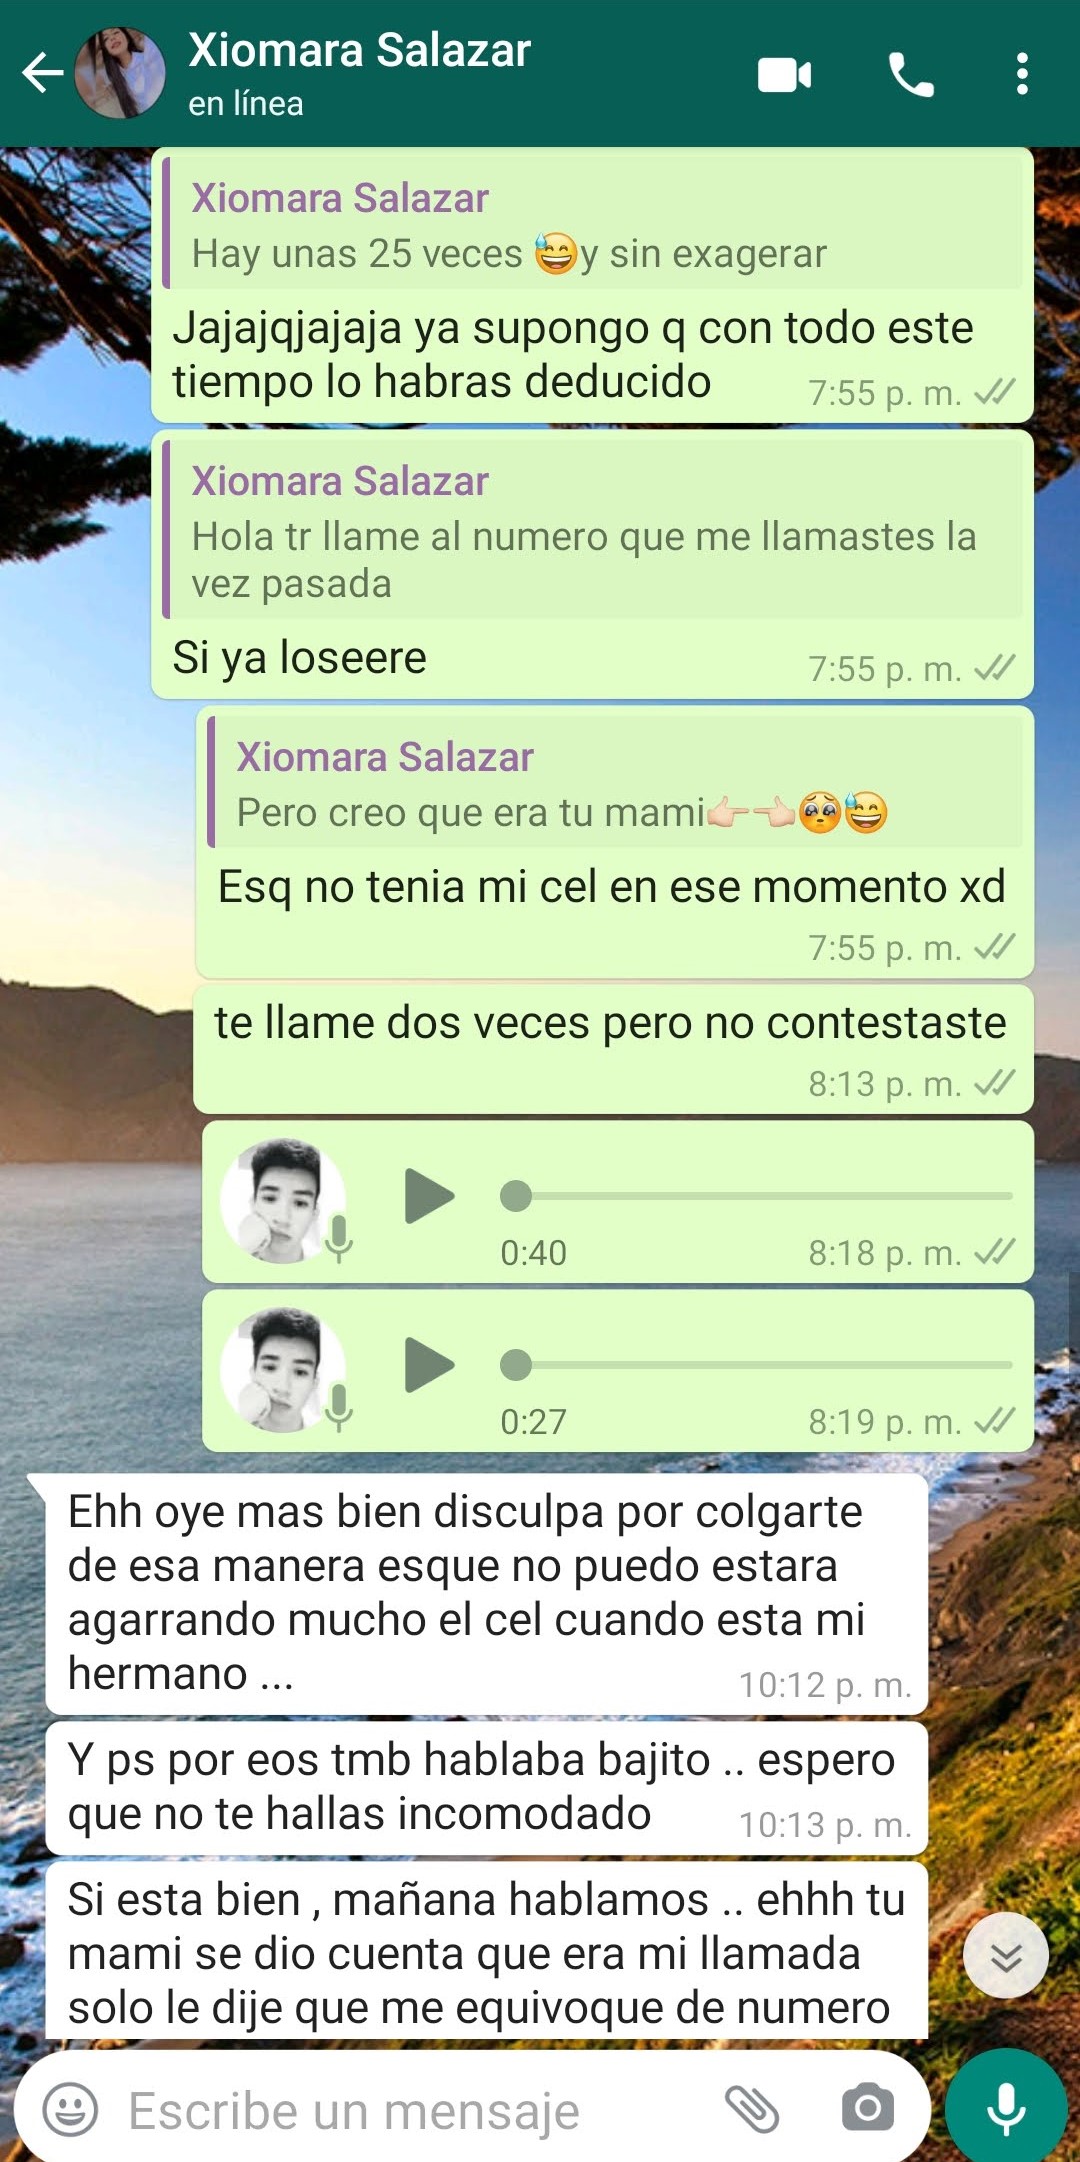 Xiomara Salazar
en línea
Xiomara Salazar
Hay unas 25 veces 😅y sin exagerar
Jajajqjajaja ya supongo q con todo este
tiempo lo habras deducido
7:55 p. m.
Xiomara Salazar
Hola tr llame al numero que me llamastes la
vez pasada
Si ya loseere
7:55 p. m.
Xiomara Salazar
Pero creo que era tu mami👉🏻👈🏻🥺😅
Esq no tenia mi cel en ese momento xd
7:55 p. m.
te llame dos veces pero no contestaste
8:13 p. m.
0:40
8:18 p. m.
0:27
8:19 p. m.
Ehh oye mas bien disculpa por colgarte
de esa manera esque no puedo estara
agarrando mucho el cel cuando esta mi
hermano ...
10:12 p. m.
Y ps por eos tmb hablaba bajito .. espero
que no te hallas incomodado
10:13 p. m.
Si esta bien , mañana hablamos .. ehhh tu
mami se dio cuenta que era mi llamada
solo le dije que me equivoque de numero
Escribe un mensaje